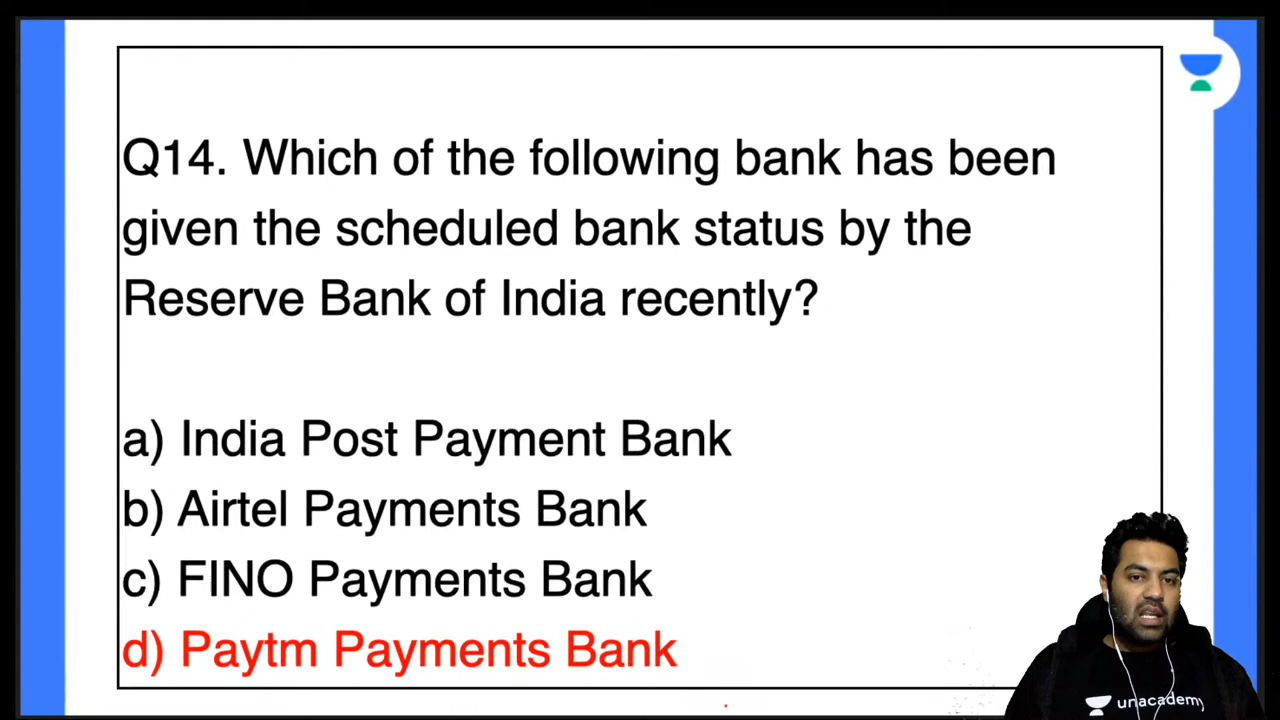 Q14. Which of the following bank has been
given the scheduled bank status by the
Reserve Bank of India recently?
a) India Post Payment Bank
b) Airtel Payments Bank
c) FINO Payments Bank
d) Paytm Payments Bank
unacademy